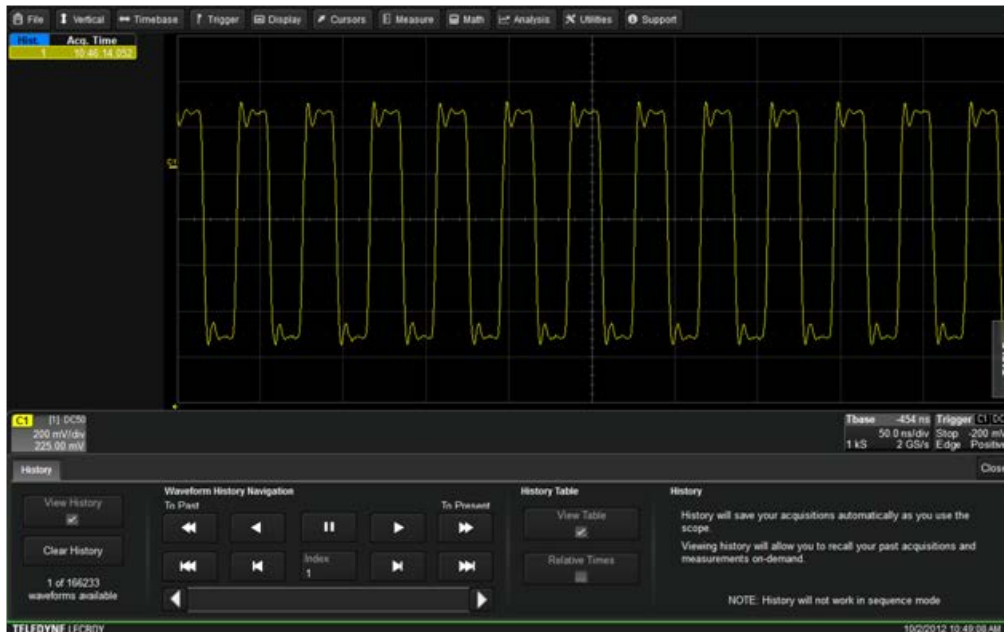 File Vertical Timebase Trigger Display Cursors Measure Math Analysis Utilities Support
Hist. Acq. Time
1 10:46:14.052
C1
C1 [1] DC50
200 mV/div
225.00 mV
Tbase -454 ns Trigger C1 DC
50.0 ns/div Stop -200 mV
1 kS 2 GS/s Edge Positive
History Close
View History
Clear History
1 of 166233
waveforms available
Waveform History Navigation
To Past To Present
Index
1
History Table
View Table
Relative Times
History
History will save your acquisitions automatically as you use the
scope.
Viewing history will allow you to recall your past acquisitions and
measurements on-demand.
NOTE: History will not work in sequence mode
TELEDYNE LECROY 10/2/2012 10:49:08 AM